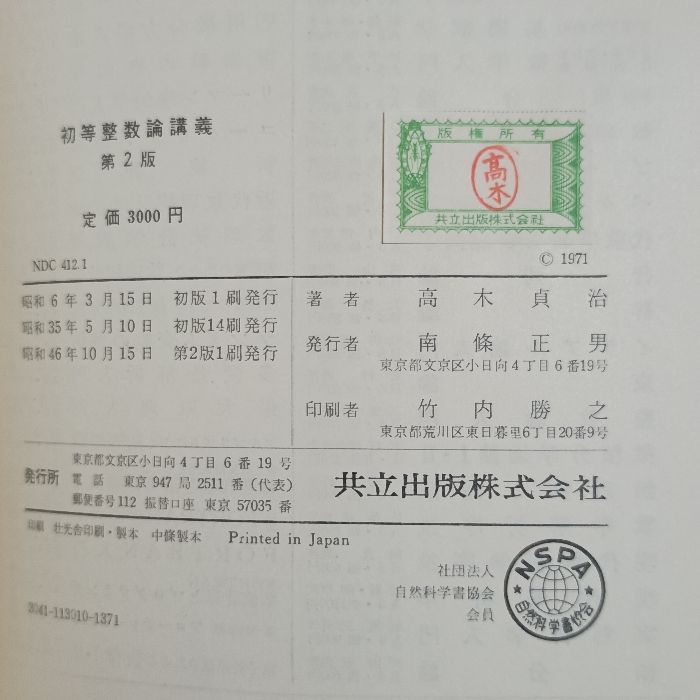 初等整数論講義
第2版
定価 3000 円
版権所有
高木
共立出版株式会社
© 1971
NDC 412.1
昭和 6 年 3 月 15 日 初版 1 刷発行
昭和 35 年 5 月 10 日 初版14刷発行
昭和 46 年 10 月 15 日 第2版1刷発行
著者 高木貞治
発行者 南條正男
東京都文京区小日向4丁目6番19号
印刷者 竹内勝之
東京都荒川区東日暮里6丁目20番9号
発行所
東京都文京区小日向4丁目6番19号
電話 東京 947 局 2511 番 (代表)
郵便番号112 振替口座 東京 57035 番
共立出版株式会社
印刷 壮光舎印刷・製本 中條製本 Printed in Japan
社団法人
自然科学書協会
会員
NSPA
自然科学書協会
3041-113010-1371